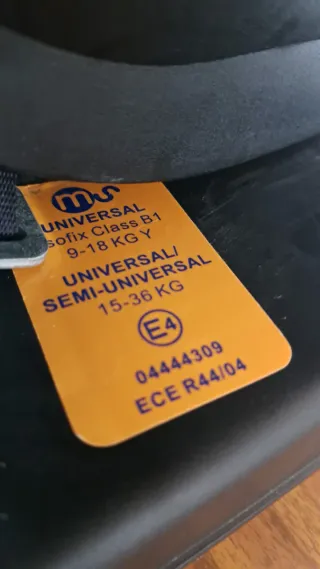 ms
UNIVERSAL
sofix Class B1
9-18 KG Y
UNIVERSAL/
SEMI-UNIVERSAL
15-36 KG
E4
04444309
ECE R44/04